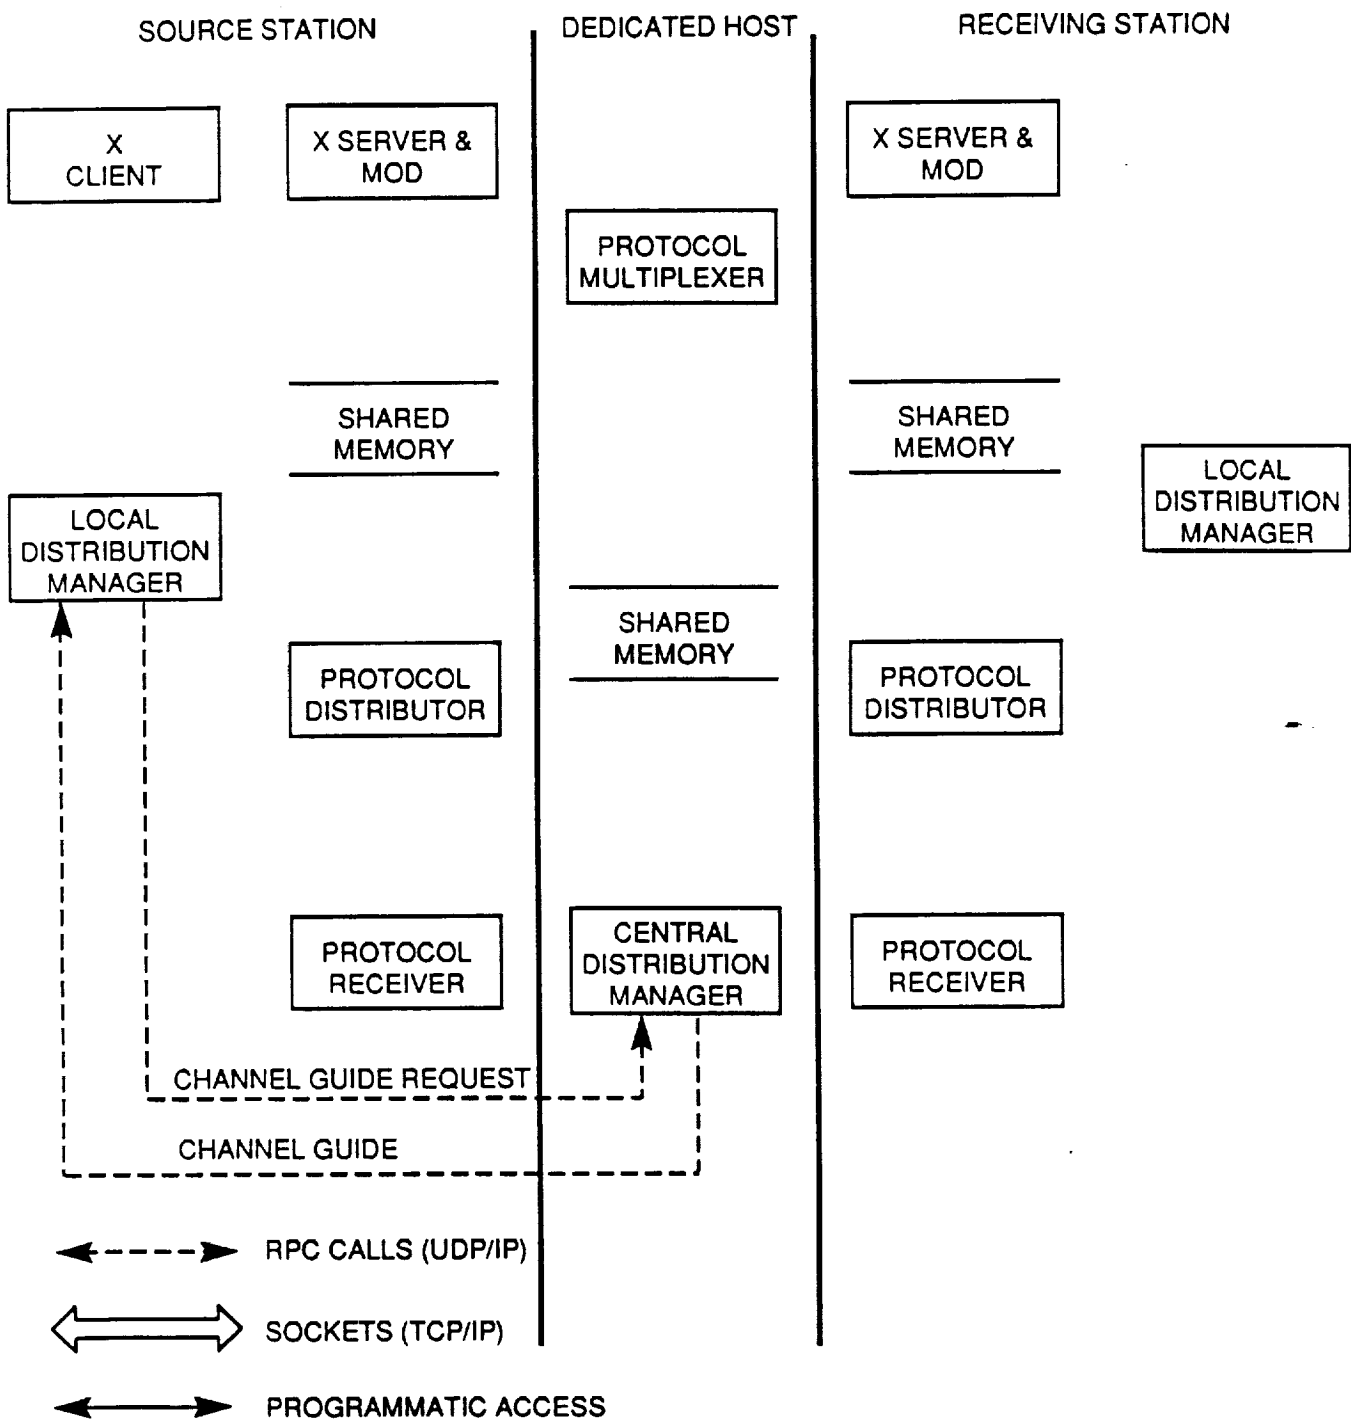 SOURCE STATION
DEDICATED HOST
RECEIVING STATION
X
CLIENT
X SERVER &
MOD
X SERVER &
MOD
PROTOCOL
MULTIPLEXER
SHARED
MEMORY
SHARED
MEMORY
LOCAL
DISTRIBUTION
MANAGER
LOCAL
DISTRIBUTION
MANAGER
SHARED
MEMORY
PROTOCOL
DISTRIBUTOR
PROTOCOL
DISTRIBUTOR
PROTOCOL
RECEIVER
CENTRAL
DISTRIBUTION
MANAGER
PROTOCOL
RECEIVER
CHANNEL GUIDE REQUEST
CHANNEL GUIDE
RPC CALLS (UDP/IP)
SOCKETS (TCP/IP)
PROGRAMMATIC ACCESS